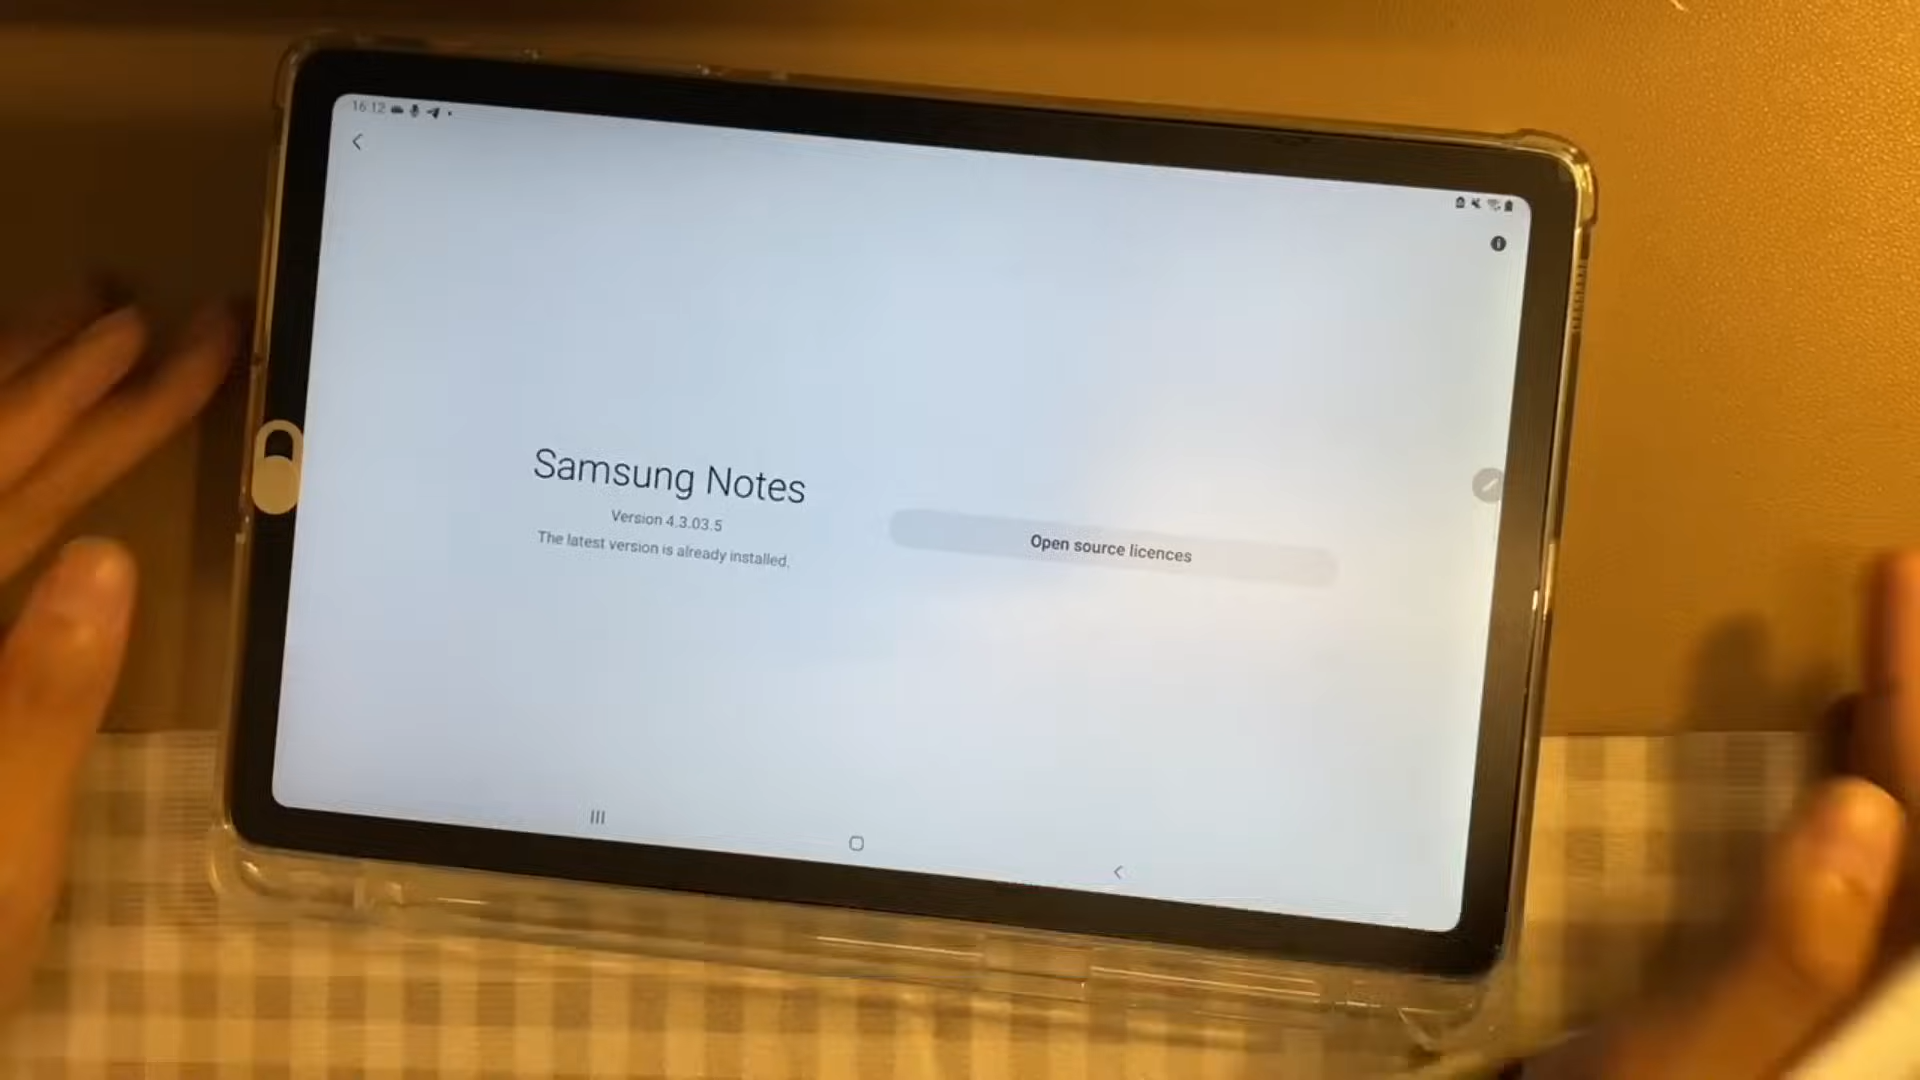 16:12
Samsung Notes
Version 4.3.03.5
The latest version is already installed.
Open source licences